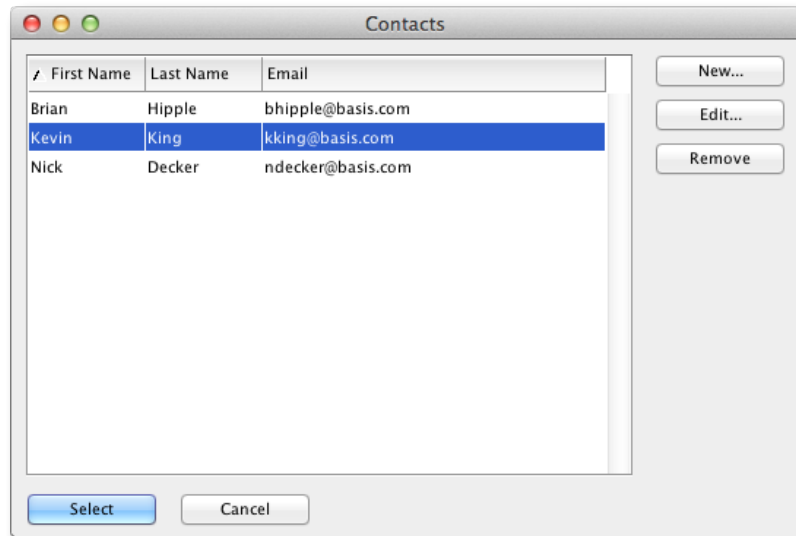 Contacts
First Name Last Name Email
Brian Hipple bhipple@basis.com
Kevin King kking@basis.com
Nick Decker ndecker@basis.com
New...
Edit...
Remove
Select Cancel